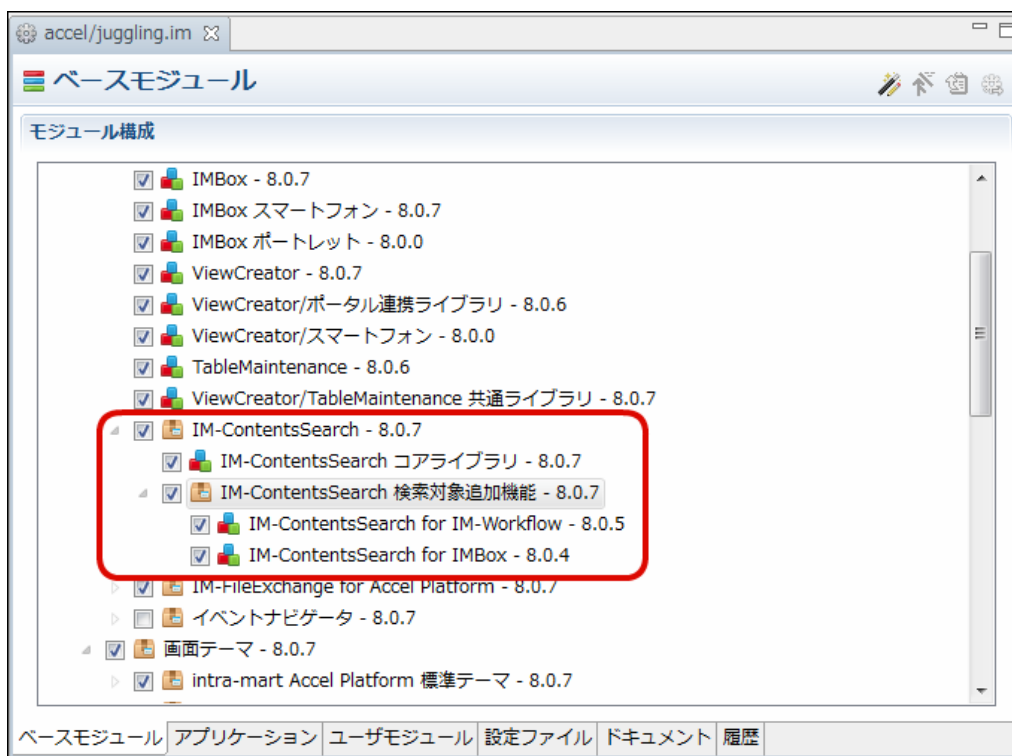 accel/juggling.im
ベースモジュール
モジュール構成
IMBox - 8.0.7
IMBox スマートフォン - 8.0.7
IMBox ポートレット - 8.0.0
ViewCreator - 8.0.7
ViewCreator/ポータル連携ライブラリ - 8.0.6
ViewCreator/スマートフォン - 8.0.0
TableMaintenance - 8.0.6
ViewCreator/TableMaintenance 共通ライブラリ - 8.0.7
IM-ContentsSearch - 8.0.7
IM-ContentsSearch コアライブラリ - 8.0.7
IM-ContentsSearch 検索対象追加機能 - 8.0.7
IM-ContentsSearch for IM-Workflow - 8.0.5
IM-ContentsSearch for IMBox - 8.0.4
IM-FileExchange for Accel Platform - 8.0.7
イベントナビゲータ - 8.0.7
画面テーマ - 8.0.7
intra-mart Accel Platform 標準テーマ - 8.0.7
ベースモジュール アプリケーション ユーザモジュール 設定ファイル ドキュメント 履歴